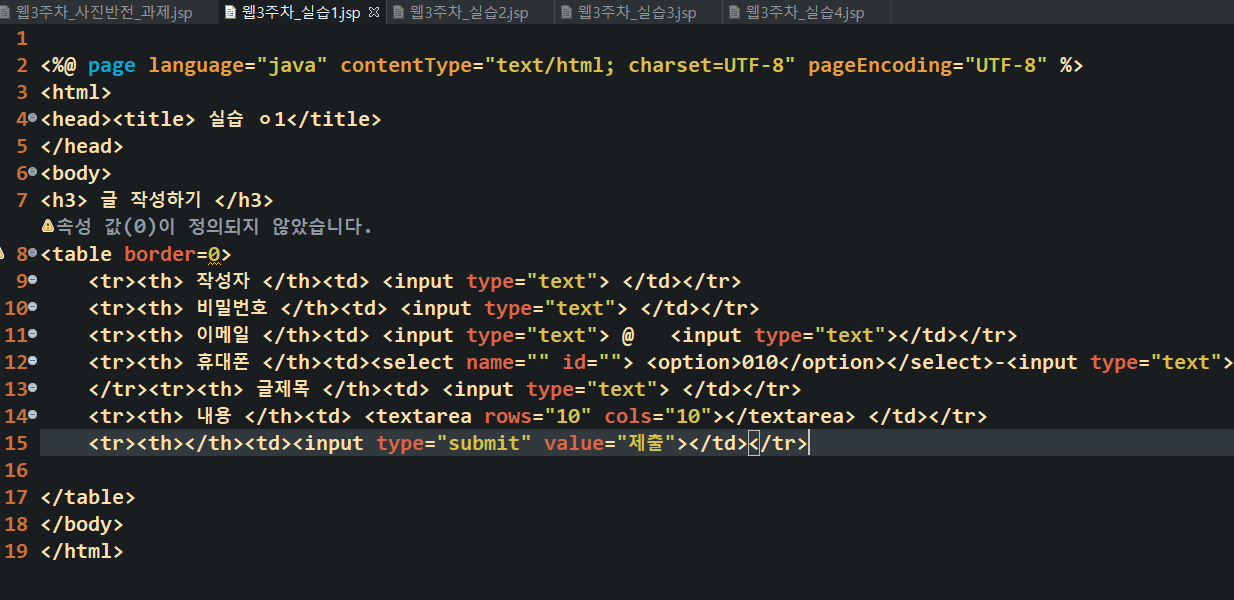 웹3주차_사진반전_과제.jsp 웹3주차_실습1.jsp 웹3주차_실습2.jsp 웹3주차_실습3.jsp 웹3주차_실습4.jsp
1
2 <%@ page language="java" contentType="text/html; charset=UTF-8" pageEncoding="UTF-8" %>
3 <html>
4 <head><title> 실습 ㅇ1</title>
5 </head>
6 <body>
7 <h3> 글 작성하기 </h3>
속성 값(0)이 정의되지 않았습니다.
8 <table border=0>
9 <tr><th> 작성자 </th><td> <input type="text"> </td></tr>
10 <tr><th> 비밀번호 </th><td> <input type="text"> </td></tr>
11 <tr><th> 이메일 </th><td> <input type="text"> @ <input type="text"></td></tr>
12 <tr><th> 휴대폰 </th><td><select name="" id=""> <option>010</option></select>-<input type="text">
13 </tr><tr><th> 글제목 </th><td> <input type="text"> </td></tr>
14 <tr><th> 내용 </th><td> <textarea rows="10" cols="10"></textarea> </td></tr>
15 <tr><th></th><td><input type="submit" value="제출"></td></tr>
16
17 </table>
18 </body>
19 </html>